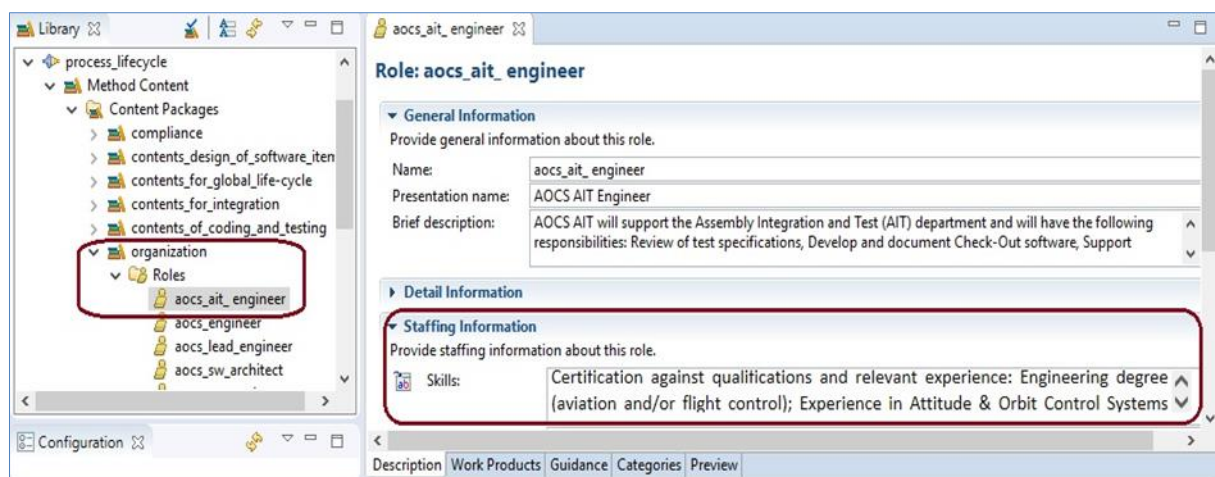 Library
process_lifecycle
Method Content
Content Packages
compliance
contents_design_of_software_iten
contents_for_global_life-cycle
contents_for_integration
contents_of_coding_and_testing
organization
Roles
aocs_ait_ engineer
aocs_engineer
aocs_lead_engineer
aocs_sw_architect
Configuration
aocs_ait_ engineer
Role: aocs_ait_ engineer
General Information
Provide general information about this role.
Name: aocs_ait_ engineer
Presentation name: AOCS AIT Engineer
Brief description: AOCS AIT will support the Assembly Integration and Test (AIT) department and will have the following
responsibilities: Review of test specifications, Develop and document Check-Out software, Support
Detail Information
Staffing Information
Provide staffing information about this role.
Skills: Certification against qualifications and relevant experience: Engineering degree
(aviation and/or flight control); Experience in Attitude & Orbit Control Systems
Description Work Products Guidance Categories Preview